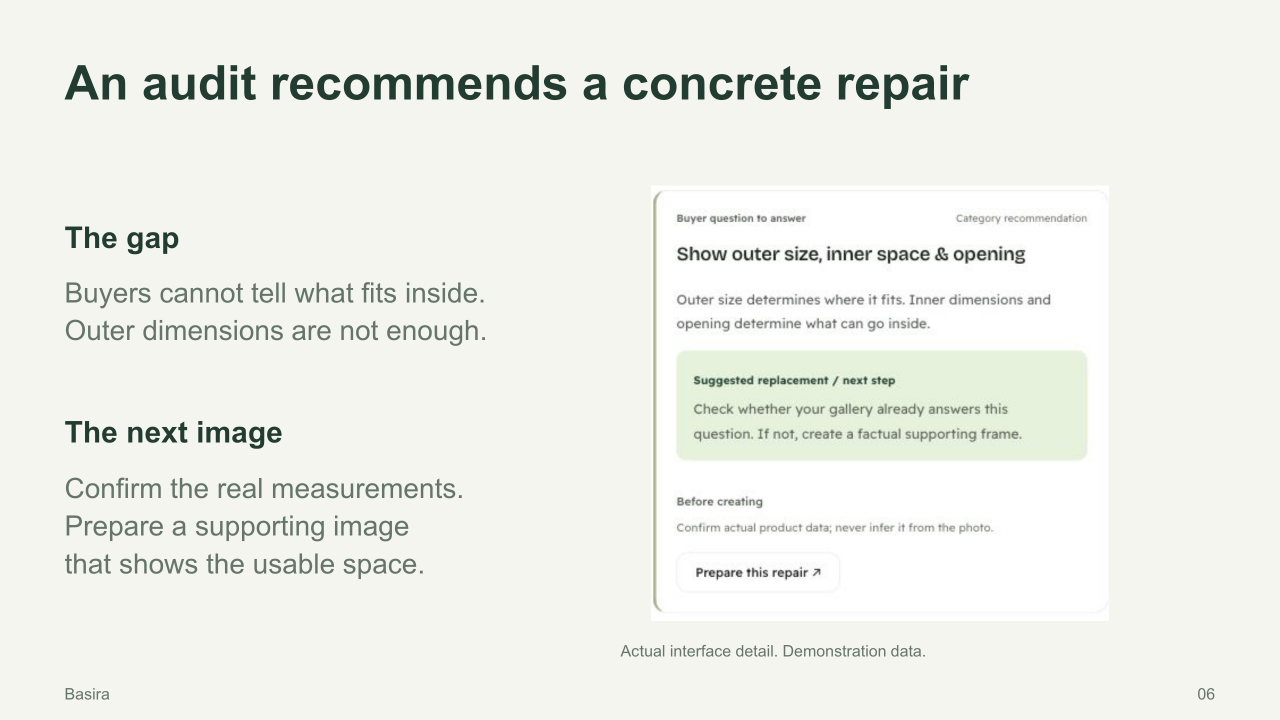 An audit recommends a concrete repair
The gap
Buyers cannot tell what fits inside.
Outer dimensions are not enough.
The next image
Confirm the real measurements.
Prepare a supporting image
that shows the usable space.
Buyer question to answer
Category recommendation
Show outer size, inner space & opening
Outer size determines where it fits. Inner dimensions and
opening determine what can go inside.
Suggested replacement / next step
Check whether your gallery already answers this
question. If not, create a factual supporting frame.
Before creating
Confirm actual product data; never infer it from the photo.
Prepare this repair ↗
Actual interface detail. Demonstration data.
Basira
06